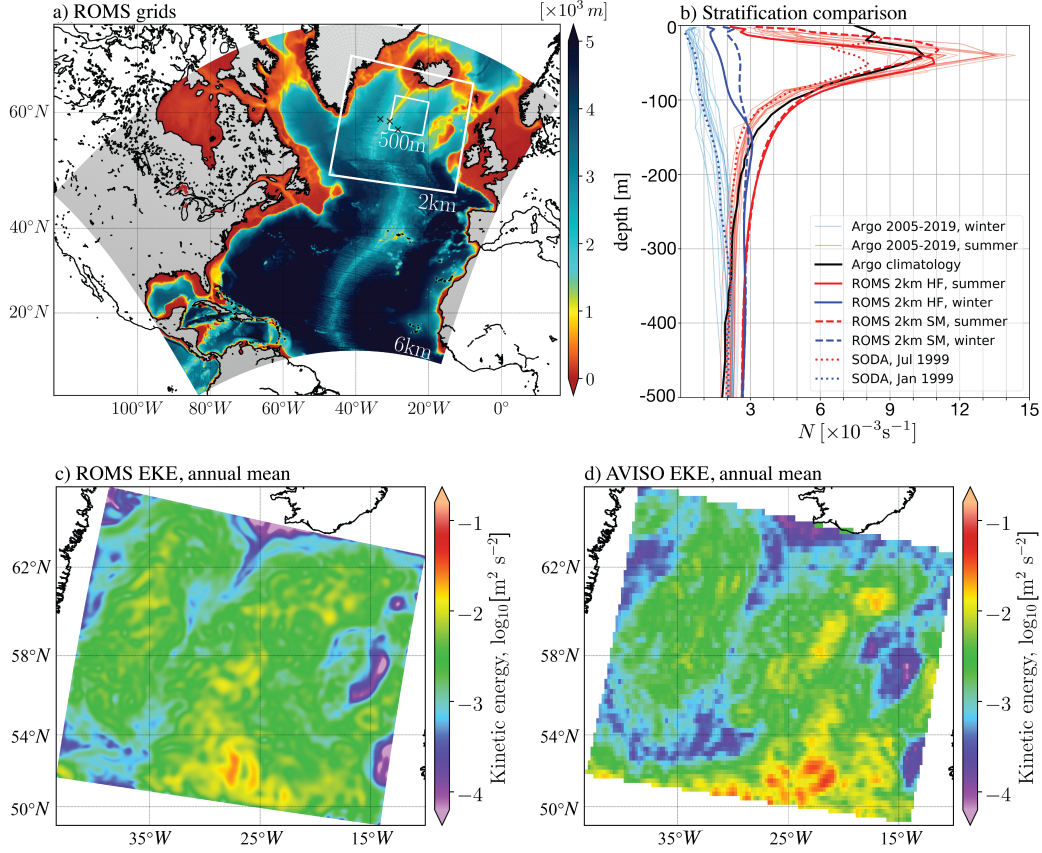 a) ROMS grids
[×10³ m]
b) Stratification comparison
60°N
40°N
20°N
100°W
80°W
60°W
40°W
20°W
0°
500m
2km
6km
5
4
3
2
1
0
0
-100
-200
-300
-400
-500
depth [m]
3
6
9
12
15
N [×10⁻³s⁻¹]
Argo 2005-2019, winter
Argo 2005-2019, summer
Argo climatology
ROMS 2km HF, summer
ROMS 2km HF, winter
ROMS 2km SM, summer
ROMS 2km SM, winter
SODA, Jul 1999
SODA, Jan 1999
c) ROMS EKE, annual mean
62°N
58°N
54°N
50°N
35°W
25°W
15°W
−1
−2
−3
−4
Kinetic energy, log₁₀[m² s⁻²]
d) AVISO EKE, annual mean
62°N
58°N
54°N
50°N
35°W
25°W
15°W
−1
−2
−3
−4
Kinetic energy, log₁₀[m² s⁻²]